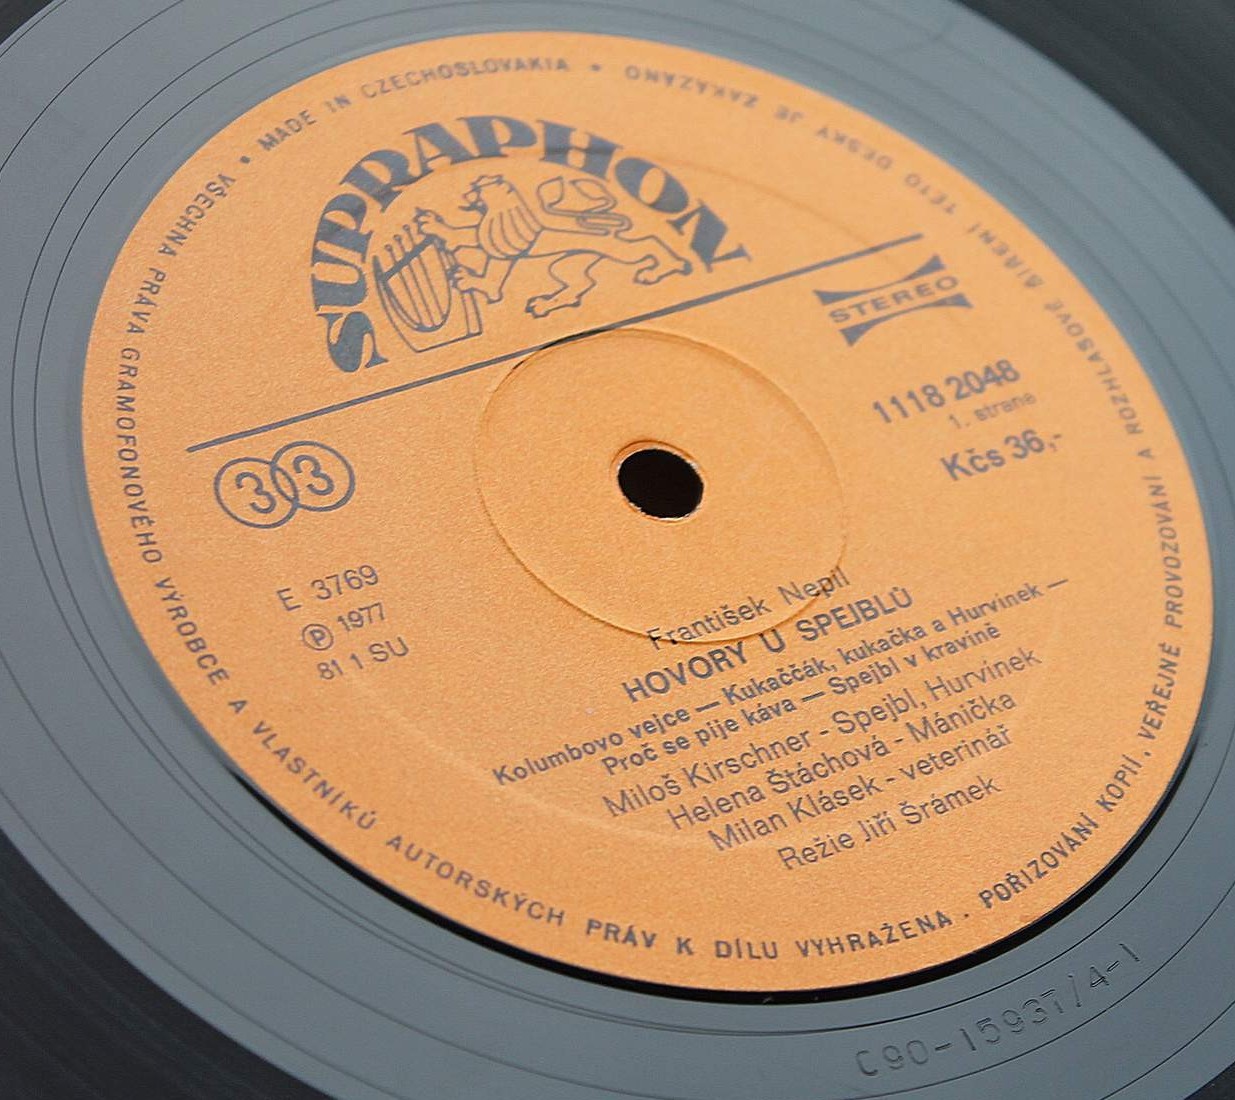 VŠECHNA PRÁVA GRAMOFONOVÉHO VÝROBCE A VLASTNÍKŮ AUTORSKÝCH PRÁV K DÍLU VYHRAŽENA . POŘIZOVÁNÍ KOPIÍ, VEŘEJNÉ PROVOZOVÁNÍ A ROZHLASOVÉ ŠÍŘENÍ TÉTO DESKY JE ZAKÁZÁNO • MADE IN CZECHOSLOVAKIA •
SUPRAPHON
STEREO
1118 2048
1. strana
Kčs 36,-
33
E 3769
Ⓟ 1977
81 1 SU
František Nepil
HOVORY U SPEJBLŮ
Kolumbovo vejce — Kukaččák, kukačka a Hurvínek —
Proč se pije káva — Spejbl v kravíně
Miloš Kirschner - Spejbl, Hurvínek
Helena Štáchová - Mánička
Milan Klásek - veterinář
Režie Jiří Šrámek
C90-15937/4-1